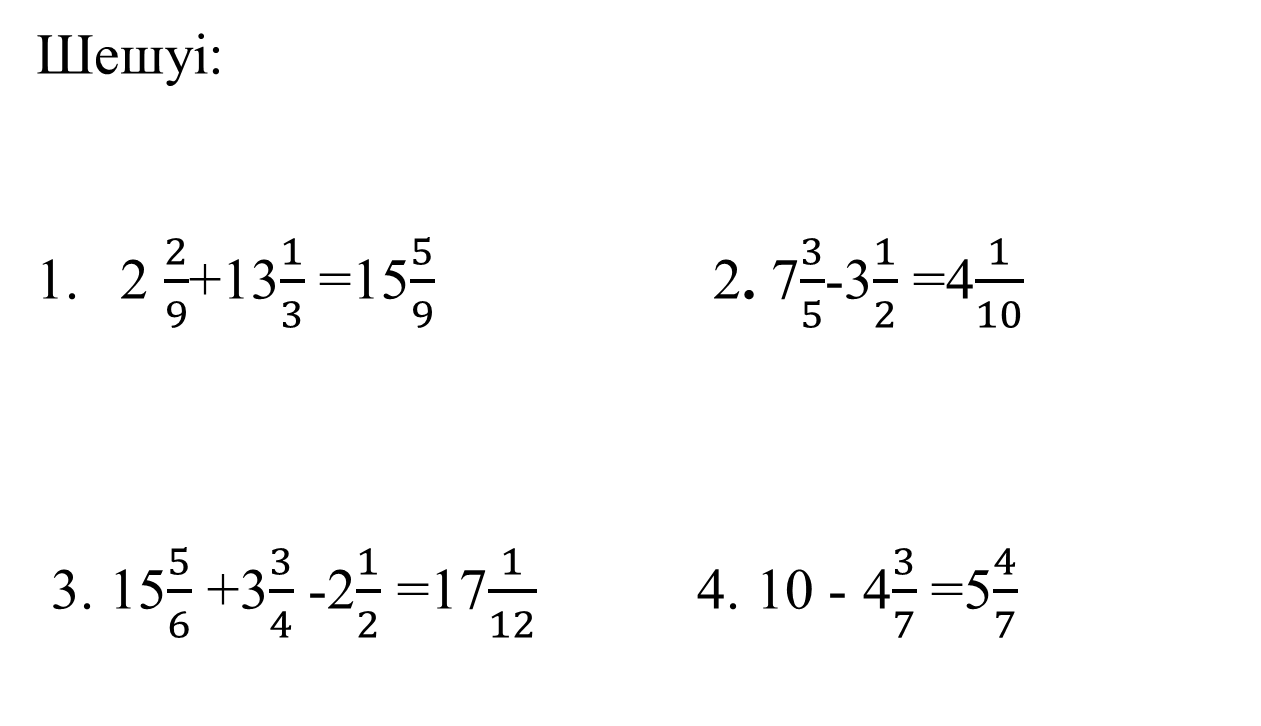 Шешуі:
1. 2 2/9+13 1/3 =15 5/9
2. 7 3/5-3 1/2 =4 1/10
3. 15 5/6 +3 3/4 -2 1/2 =17 1/12
4. 10 - 4 3/7 =5 4/7